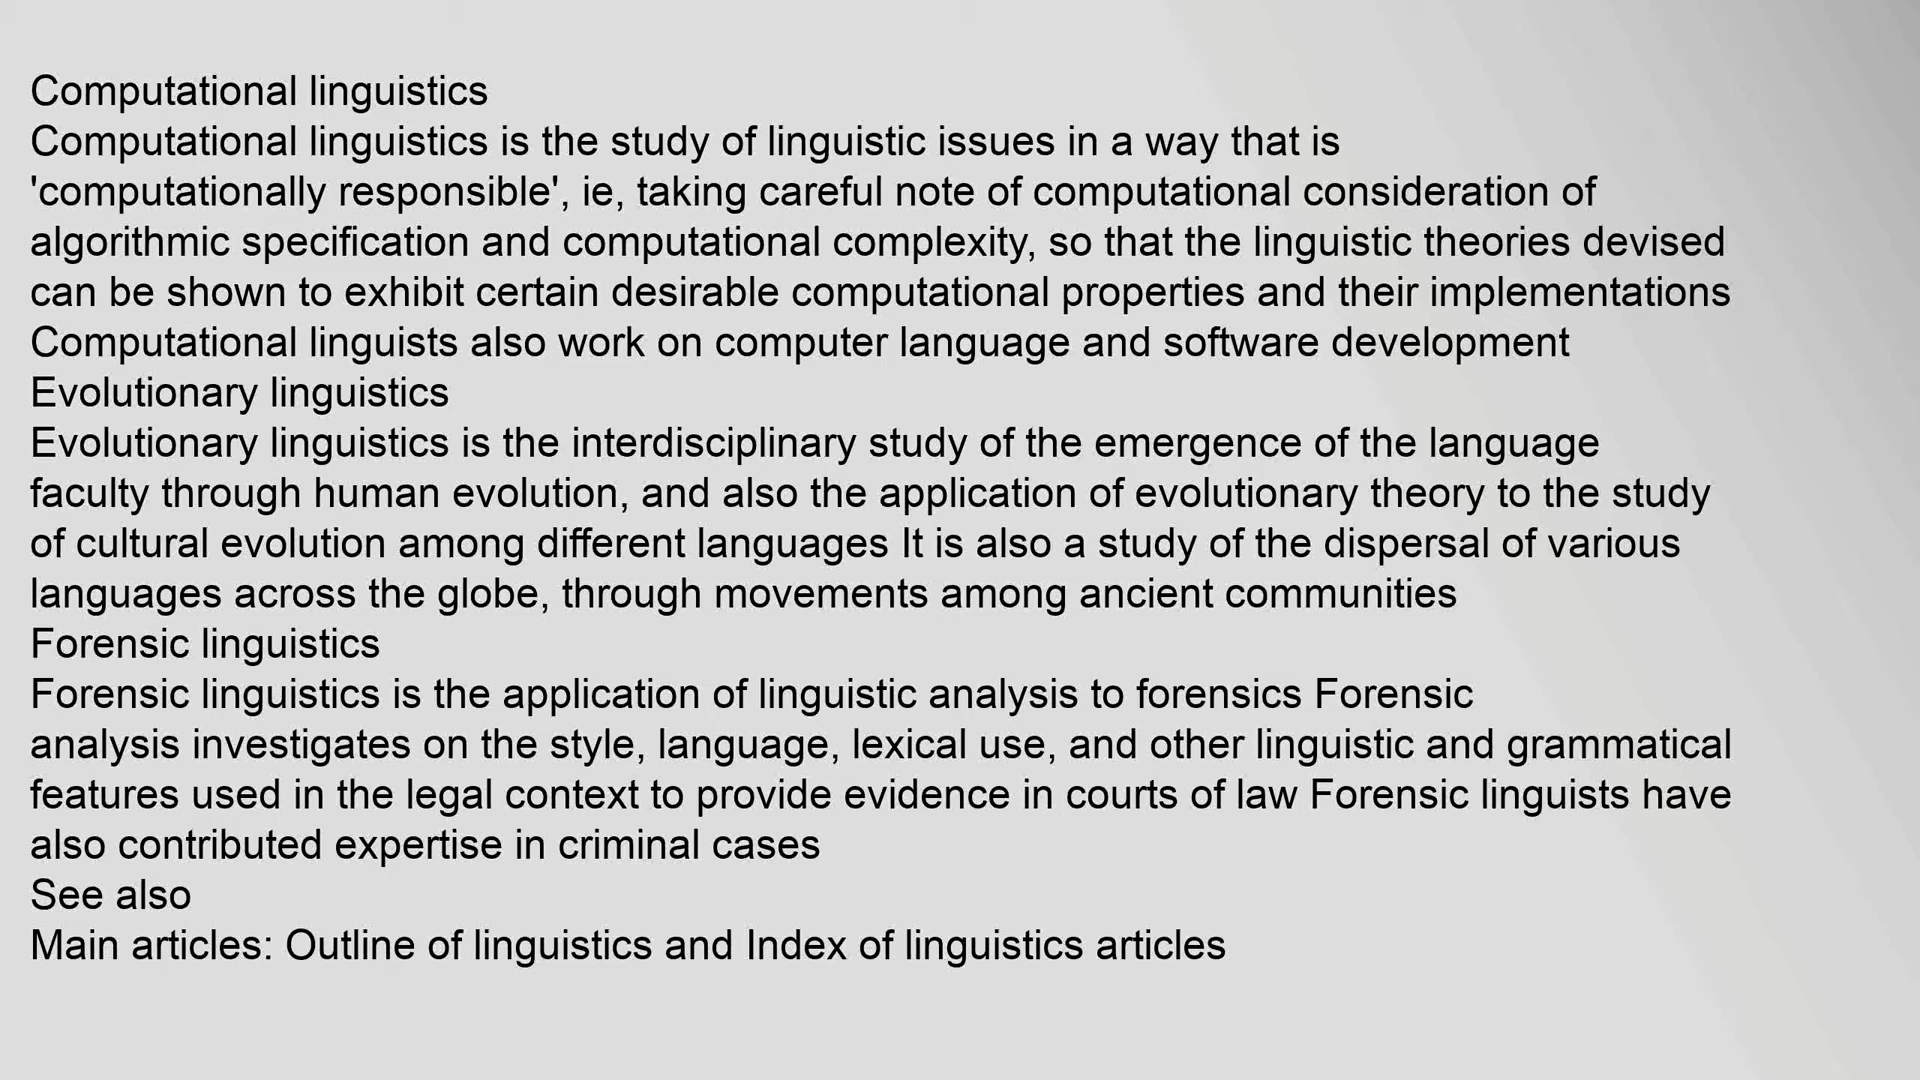 Computational linguistics
Computational linguistics is the study of linguistic issues in a way that is
'computationally responsible', ie, taking careful note of computational consideration of
algorithmic specification and computational complexity, so that the linguistic theories devised
can be shown to exhibit certain desirable computational properties and their implementations
Computational linguists also work on computer language and software development
Evolutionary linguistics
Evolutionary linguistics is the interdisciplinary study of the emergence of the language
faculty through human evolution, and also the application of evolutionary theory to the study
of cultural evolution among different languages It is also a study of the dispersal of various
languages across the globe, through movements among ancient communities
Forensic linguistics
Forensic linguistics is the application of linguistic analysis to forensics Forensic
analysis investigates on the style, language, lexical use, and other linguistic and grammatical
features used in the legal context to provide evidence in courts of law Forensic linguists have
also contributed expertise in criminal cases
See also
Main articles: Outline of linguistics and Index of linguistics articles